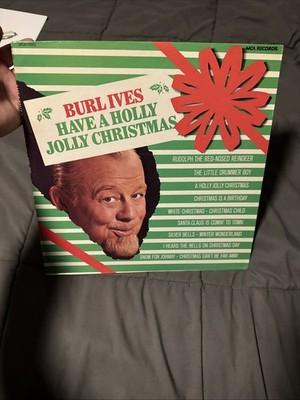 MCA RECORDS
BURL IVES
HAVE A HOLLY
JOLLY CHRISTMAS
RUDOLPH THE RED-NOSED REINDEER
THE LITTLE DRUMMER BOY
A HOLLY JOLLY CHRISTMAS
CHRISTMAS IS A BIRTHDAY
WHITE CHRISTMAS - CHRISTMAS CHILD
SANTA CLAUS IS COMIN' TO TOWN
SILVER BELLS - WINTER WONDERLAND
I HEARD THE BELLS ON CHRISTMAS DAY
SNOW FOR JOHNNY - CHRISTMAS CAN'T BE FAR AWAY